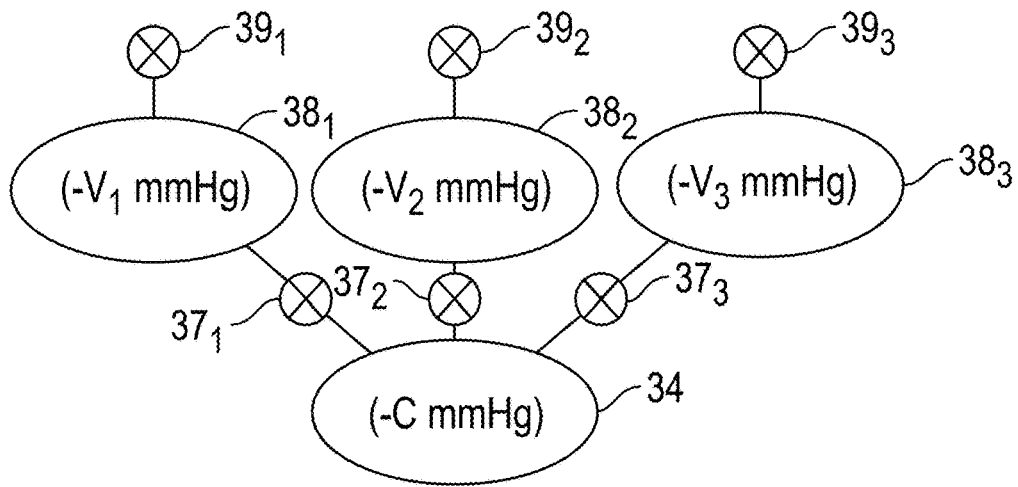 39₁ 39₂ 39₃
38₁ 38₂
38₃
(-V₁ mmHg) (-V₂ mmHg) (-V₃ mmHg)
37₂ 37₃
37₁
34
(-C mmHg)